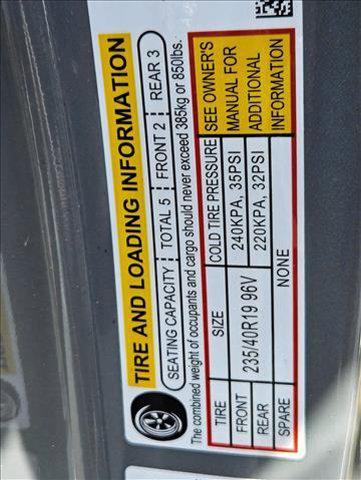 TIRE AND LOADING INFORMATION
SEATING CAPACITY TOTAL 5 FRONT 2 REAR 3
The combined weight of occupants and cargo should never exceed 385kg or 850lbs.
TIRE SIZE COLD TIRE PRESSURE
FRONT 235/40R19 96V 240KPA, 35PSI
REAR 220KPA, 32PSI
SPARE NONE
SEE OWNER'S
MANUAL FOR
ADDITIONAL
INFORMATION